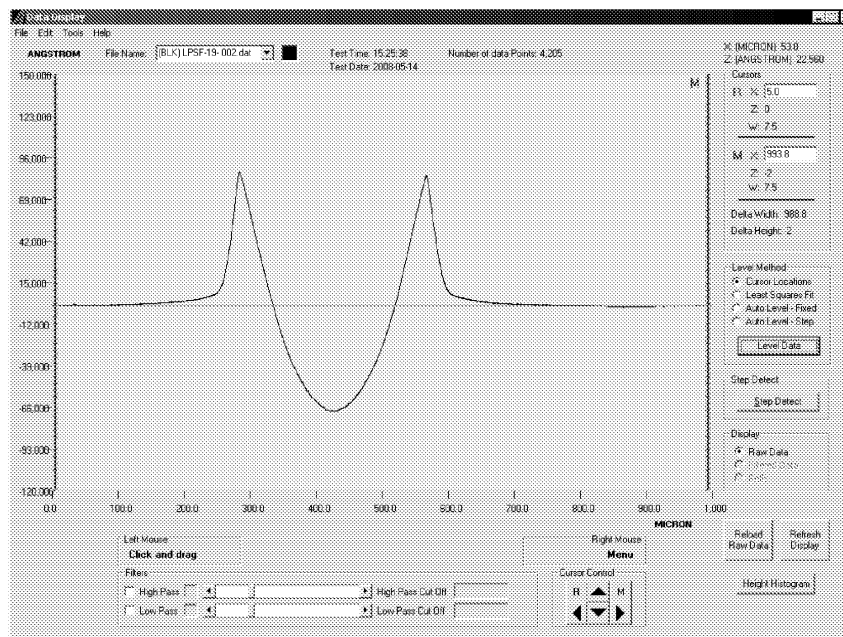 Data Display
File Edit Tools Help
ANGSTROM File Name: (BLK) LPSF-19- 002.dat Test Time: 15:25:38 Number of data Points: 4,205
Test Date: 2008-05-14
X: (MICRON) 53.0
Z: (ANGSTROM) 22,560
150,000
123,000
96,000
69,000
42,000
15,000
-12,000
-39,000
-66,000
-93,000
-120,000
M
0.0 100.0 200.0 300.0 400.0 500.0 600.0 700.0 800.0 900.0 1,000
MICRON
Cursors
R X: 5.0
Z: 0
W: 7.5
M X: 993.8
Z: -2
W: 7.5
Delta Width: 988.8
Delta Height: 2
Level Method
Cursor Locations
Least Squares Fit
Auto Level - Fixed
Auto Level - Step
Level Data
Step Detect
Step Detect
Display
Raw Data
Reload Raw Data
Refresh Display
Height Histogram
Left Mouse
Click and drag
Right Mouse
Menu
Filters
High Pass High Pass Cut Off
Low Pass Low Pass Cut Off
Cursor Control
R M